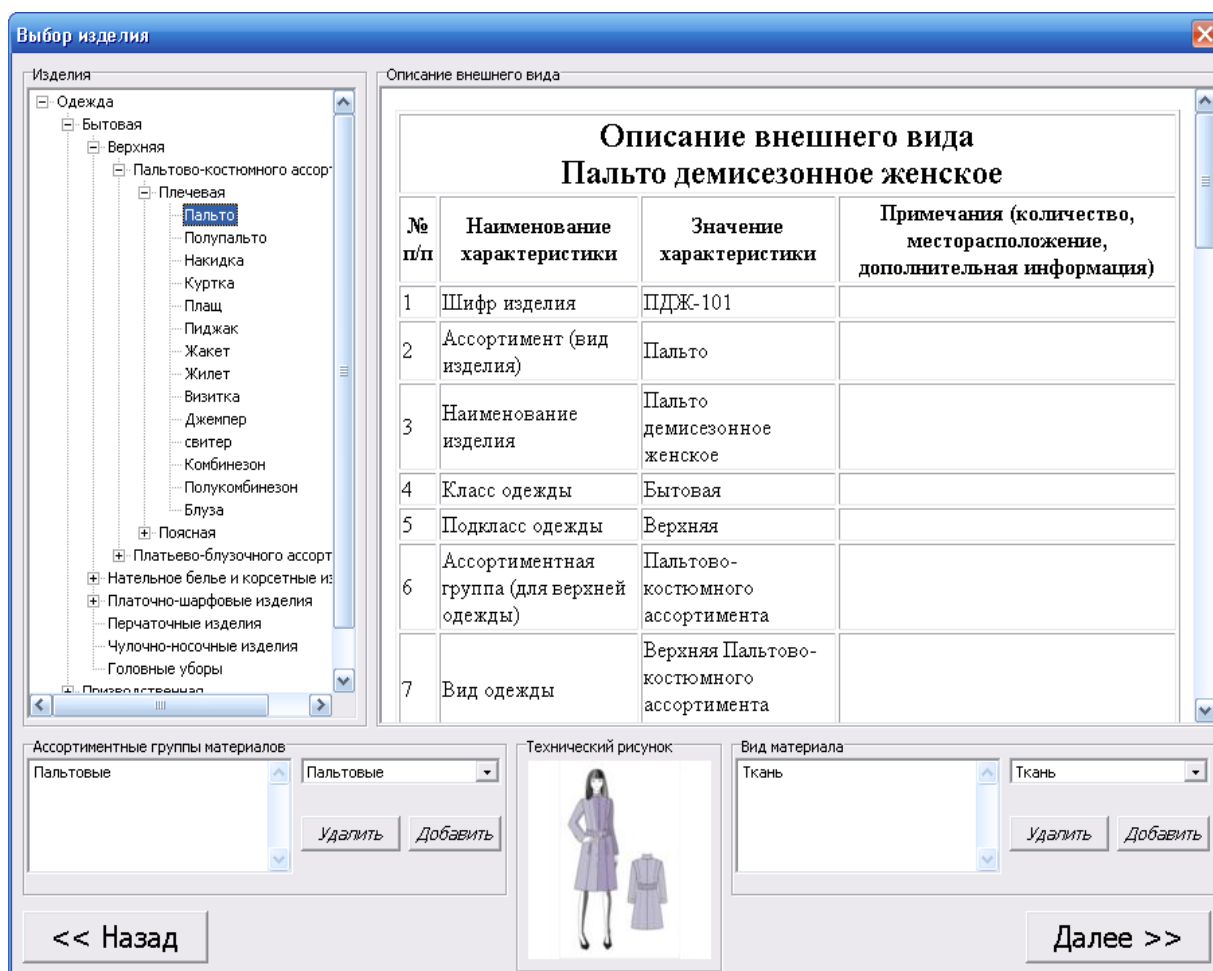 Выбор изделия
Изделия
Одежда
Бытовая
Верхняя
Пальтово-костюмного ассор
Плечевая
Пальто
Полупальто
Накидка
Куртка
Плащ
Пиджак
Жакет
Жилет
Визитка
Джемпер
свитер
Комбинезон
Полукомбинезон
Блуза
Поясная
Платьево-блузочного ассорт
Нательное белье и корсетные из
Платочно-шарфовые изделия
Перчаточные изделия
Чулочно-носочные изделия
Головные уборы
Описание внешнего вида
Описание внешнего вида
Пальто демисезонное женское
№ п/п Наименование характеристики Значение характеристики Примечания (количество, месторасположение, дополнительная информация)
1 Шифр изделия ПДЖ-101
2 Ассортимент (вид изделия) Пальто
3 Наименование изделия Пальто демисезонное женское
4 Класс одежды Бытовая
5 Подкласс одежды Верхняя
6 Ассортиментная группа (для верхней одежды) Пальтово-костюмного ассортимента
7 Вид одежды Верхняя Пальтово-костюмного ассортимента
Ассортиментные группы материалов
Пальтовые
Пальтовые
Удалить Добавить
Технический рисунок
Вид материала
Ткань
Ткань
Удалить Добавить
<< Назад
Далее >>